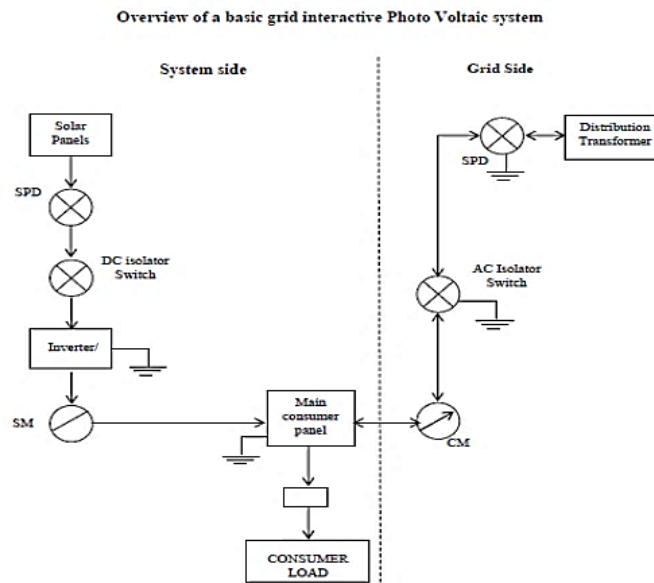 Overview of a basic grid interactive Photo Voltaic system
System side
Grid Side
Solar
Panels
SPD
DC isolator
Switch
Inverter/
SM
Main
consumer
panel
CONSUMER
LOAD
SPD
Distribution
Transformer
AC Isolator
Switch
CM